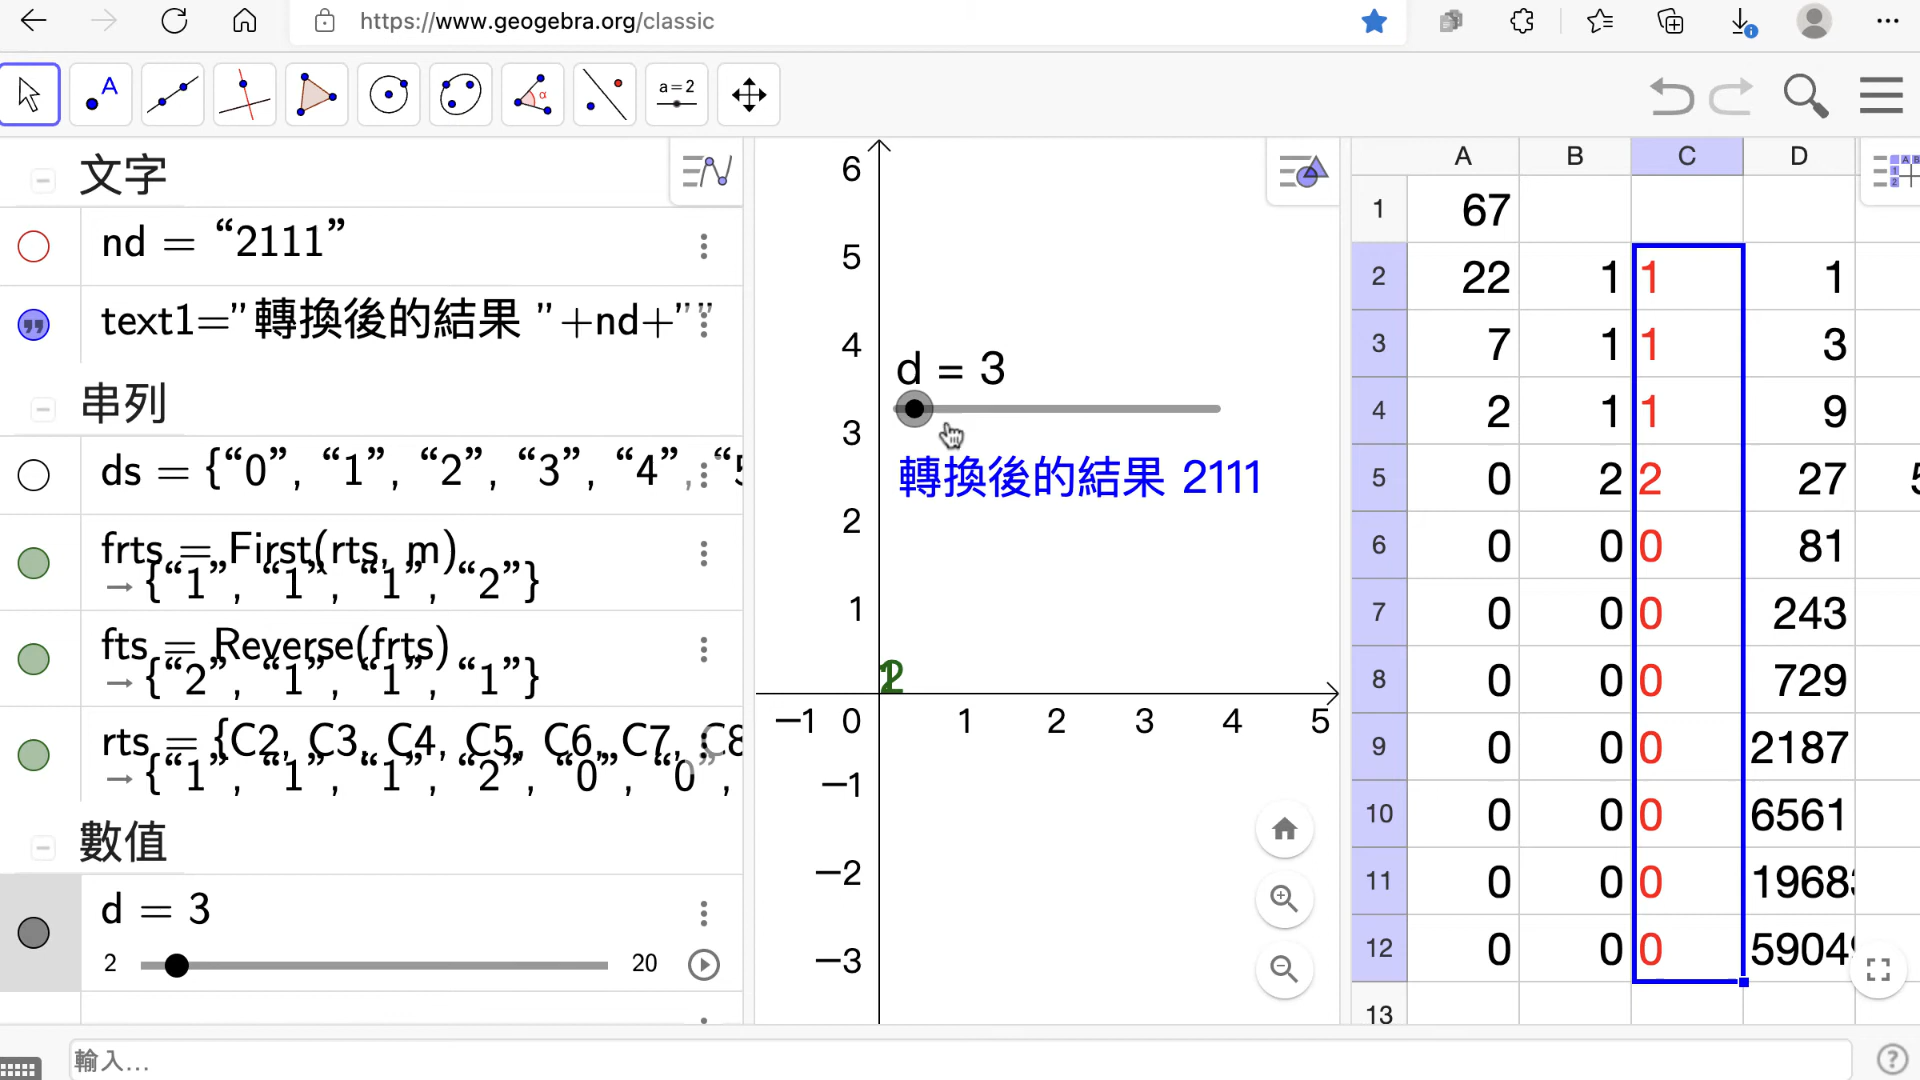 https://www.geogebra.org/classic
A
α
a=2
文字
nd = “2111”
text1="轉換後的結果 "+nd+""
串列
ds = {“0”, “1”, “2”, “3”, “4”,
frts = First(rts, m)
→ {“1”, “1”, “1”, “2”}
fts = Reverse(frts)
→ {“2”, “1”, “1”, “1”}
rts = {C2, C3, C4, C5, C6, C7, C8
→ {“1”, “1”, “1”, “2”, “0”, “0”,
數值
d = 3
2 20
輸入…
6
5
4
3
2
1
−1 0 1 2 3 4 5
−1
−2
−3
d = 3
轉換後的結果 2111
A B C D
1 67
2 22 1 1 1
3 7 1 1 3
4 2 1 1 9
5 0 2 2 27
6 0 0 0 81
7 0 0 0 243
8 0 0 0 729
9 0 0 0 2187
10 0 0 0 6561
11 0 0 0 19683
12 0 0 0 59049
13